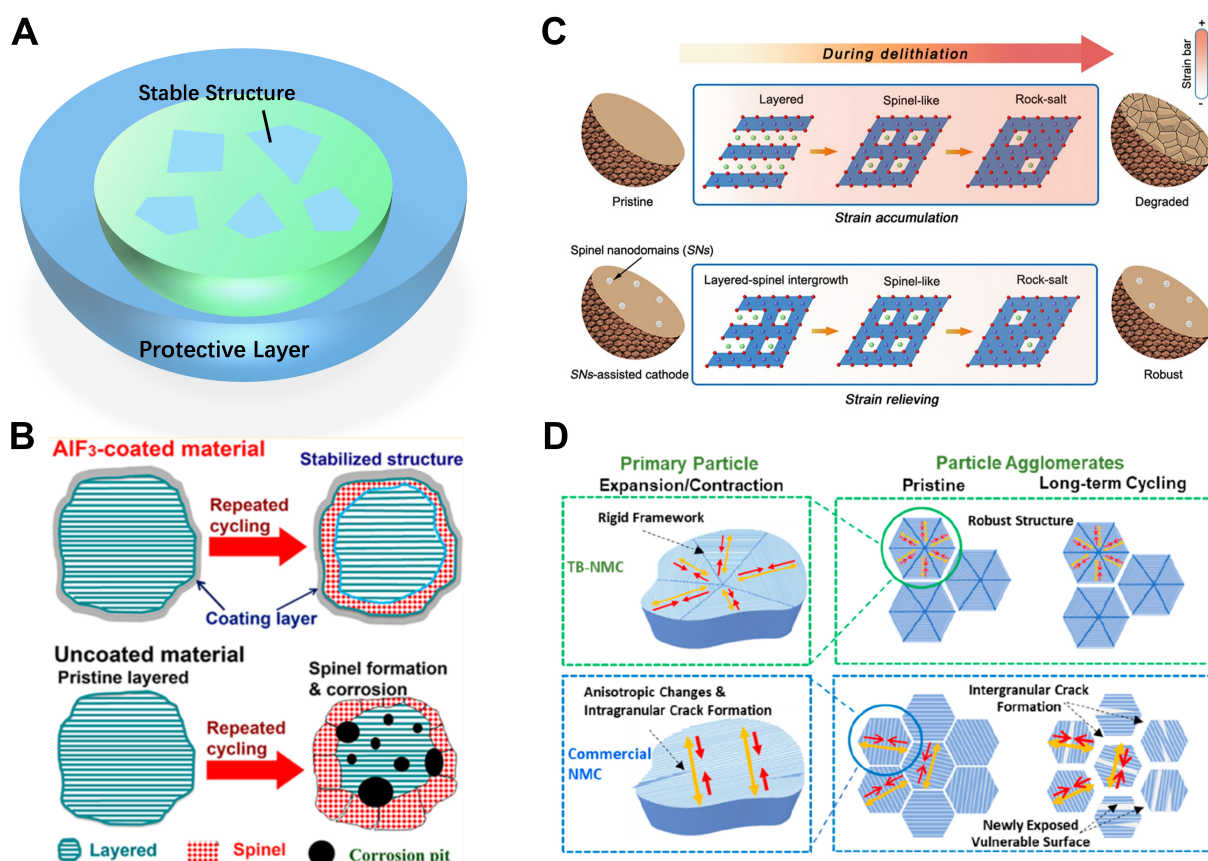 A
Stable Structure
Protective Layer
B
AlF3-coated material
Stabilized structure
Repeated
cycling
Coating layer
Uncoated material
Pristine layered
Spinel formation
& corrosion
Repeated
cycling
Layered
Spinel
Corrosion pit
C
During delithiation
+
Strain bar
-
Layered
Spinel-like
Rock-salt
Pristine
Degraded
Strain accumulation
Spinel nanodomains (SNs)
Layered-spinel intergrowth
Spinel-like
Rock-salt
SNs-assisted cathode
Robust
Strain relieving
D
Primary Particle
Expansion/Contraction
Particle Agglomerates
Pristine
Long-term Cycling
Rigid Framework
TB-NMC
Robust Structure
Anisotropic Changes &
Intragranular Crack Formation
Commercial
NMC
Intergranular Crack
Formation
Newly Exposed
Vulnerable Surface